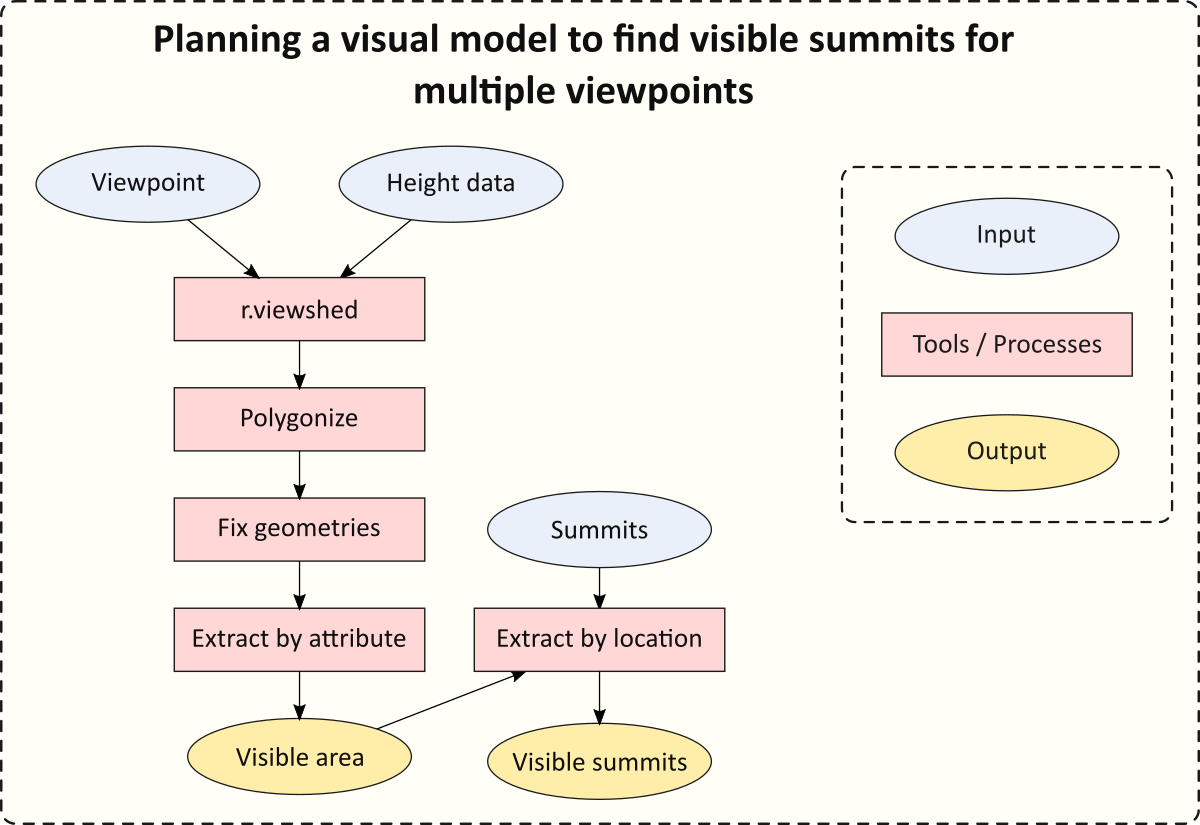 Planning a visual model to find visible summits for
multiple viewpoints
Viewpoint
Height data
r.viewshed
Polygonize
Fix geometries
Extract by attribute
Visible area
Summits
Extract by location
Visible summits
Input
Tools / Processes
Output